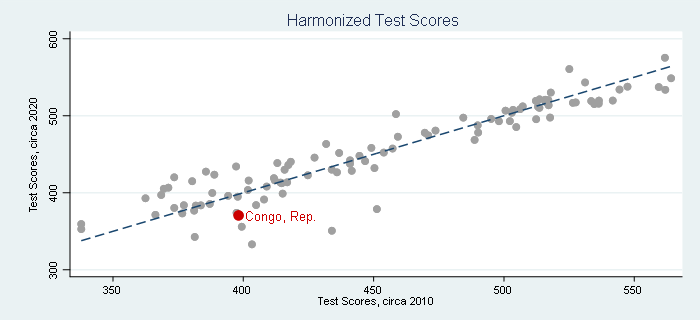 Harmonized Test Scores
Test Scores, circa 2020
600
500
400
300
Congo, Rep.
350
400
450
500
550
Test Scores, circa 2010